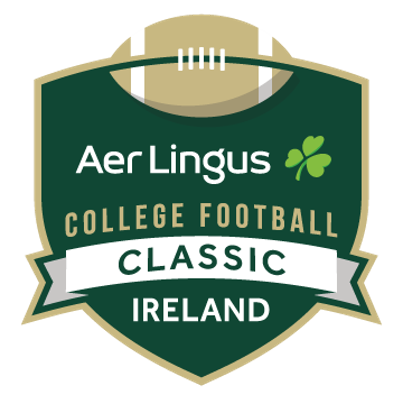 Aer Lingus
COLLEGE FOOTBALL
CLASSIC
IRELAND